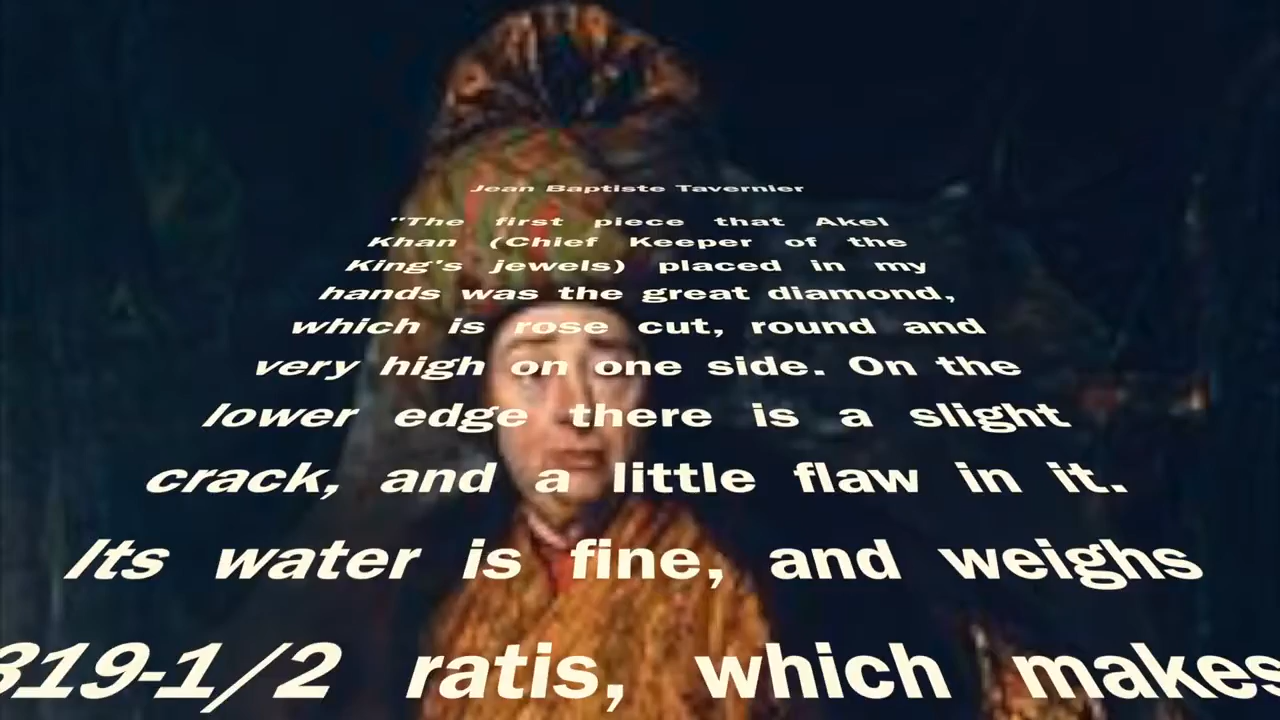 Jean Baptiste Tavernier
"The first piece that Akel
Khan (Chief Keeper of the
King's jewels) placed in my
hands was the great diamond,
which is rose cut, round and
very high on one side. On the
lower edge there is a slight
crack, and a little flaw in it.
Its water is fine, and weighs
319-1/2 ratis, which makes